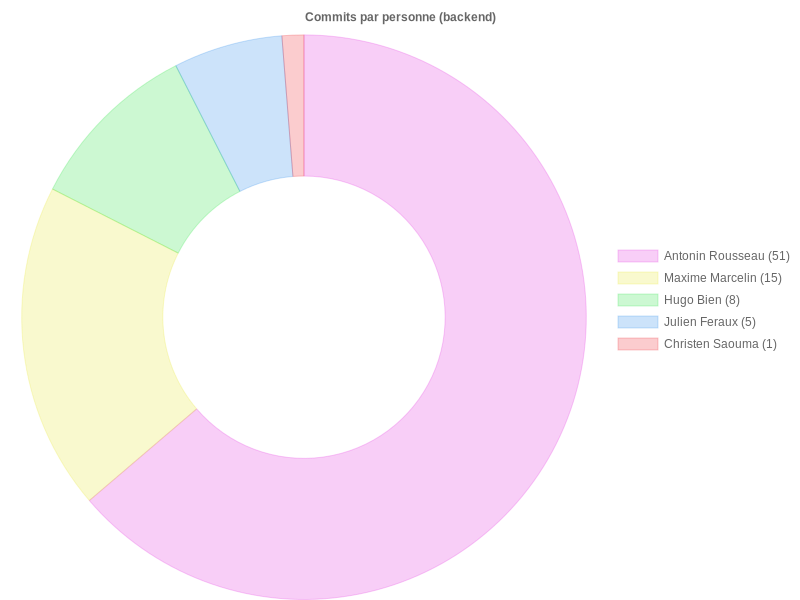 Commits par personne (backend)
Antonin Rousseau (51)
Maxime Marcelin (15)
Hugo Bien (8)
Julien Feraux (5)
Christen Saouma (1)